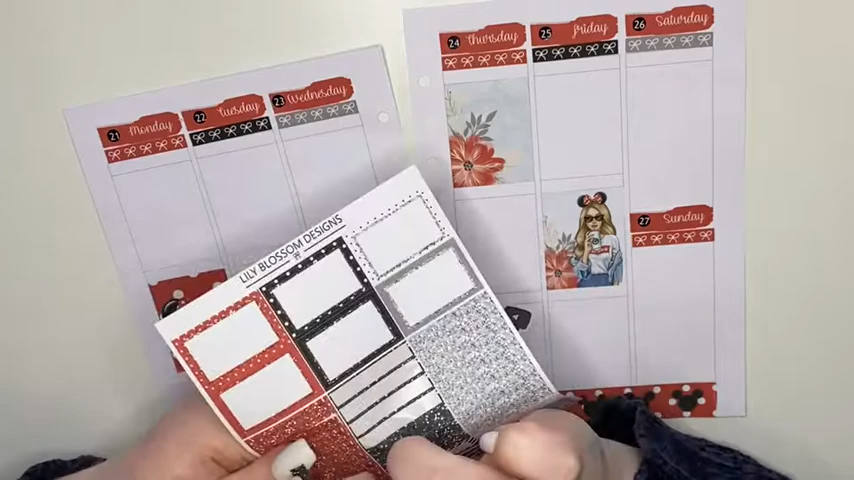 24 Thursday
25 Friday
26 Saturday
21 Monday
22 Tuesday
23 Wednesday
27 Sunday
LILY BLOSSOM DESIGNS